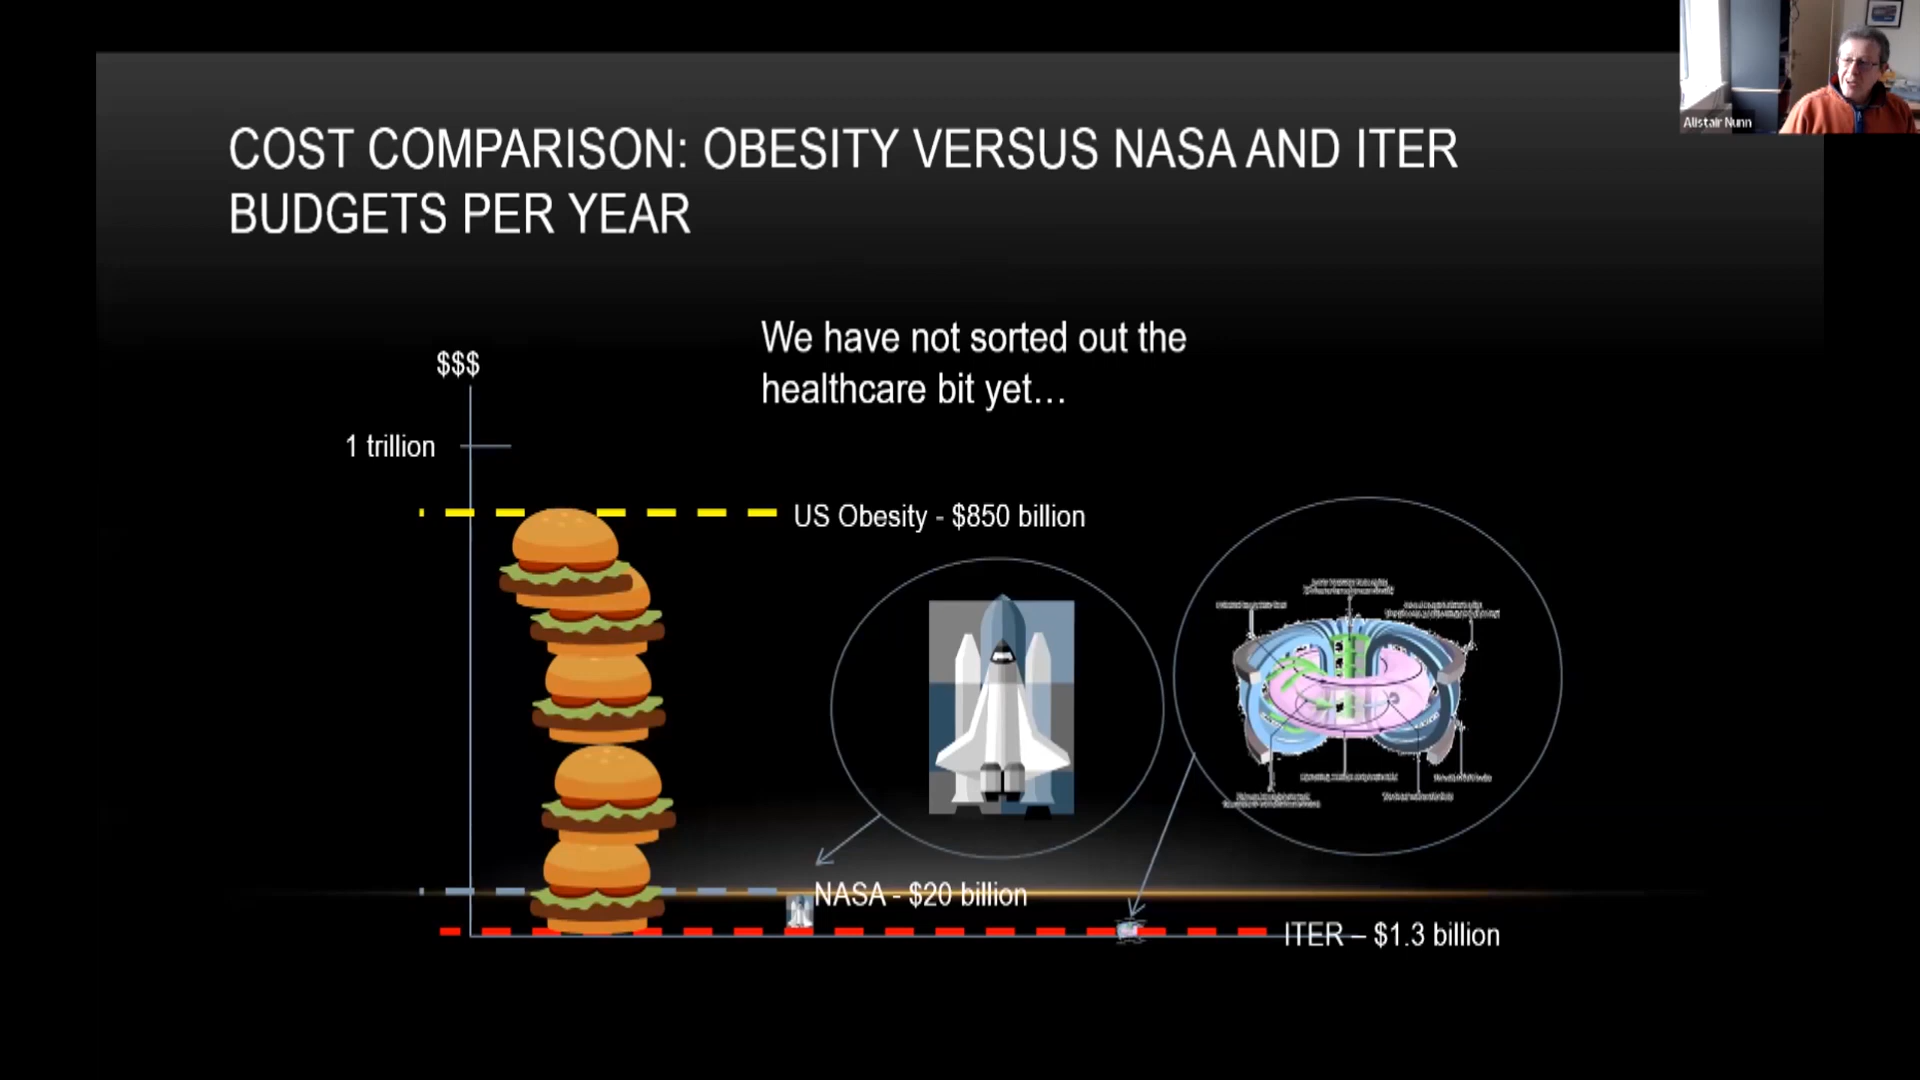 Alistair Nunn
COST COMPARISON: OBESITY VERSUS NASA AND ITER
BUDGETS PER YEAR
We have not sorted out the
healthcare bit yet…
$$$
1 trillion
US Obesity - $850 billion
NASA - $20 billion
ITER – $1.3 billion